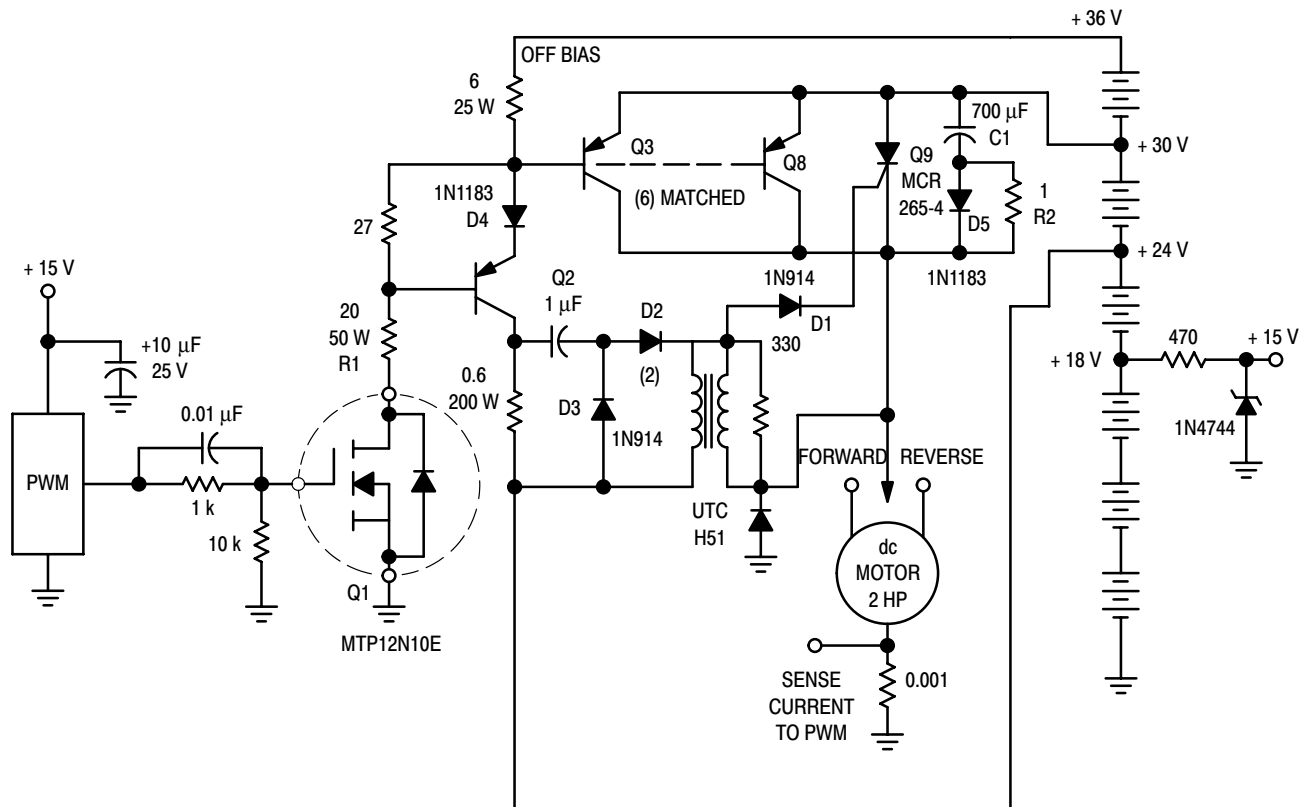 + 36 V
OFF BIAS
6
25 W
700 µF
C1
Q3
Q8
Q9
MCR
265-4
+ 30 V
1N1183
D4
(6) MATCHED
D5
1
R2
27
+ 15 V
1N914
1N1183
+ 24 V
Q2
1 µF
D2
D1
20
50 W
R1
330
470
+ 15 V
+10 µF
25 V
+ 18 V
(2)
0.6
200 W
D3
1N914
1N4744
0.01 µF
FORWARD
REVERSE
PWM
1 k
UTC
H51
10 k
dc
MOTOR
2 HP
Q1
MTP12N10E
SENSE
CURRENT
TO PWM
0.001